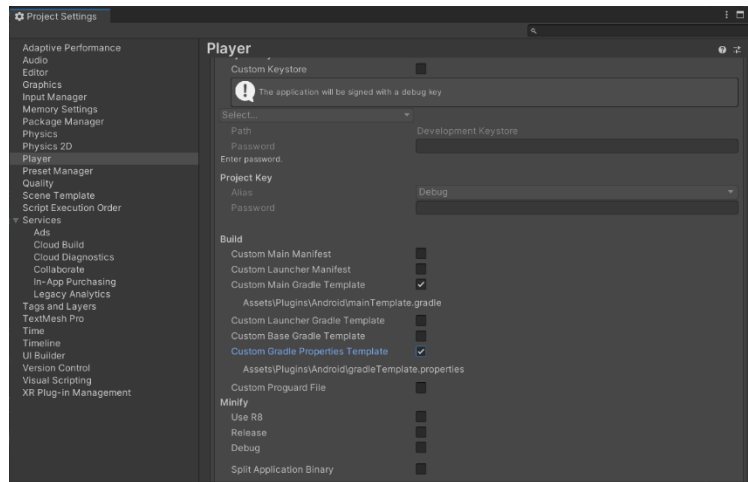 Project Settings
Adaptive Performance
Audio
Editor
Graphics
Input Manager
Memory Settings
Package Manager
Physics
Physics 2D
Player
Preset Manager
Quality
Scene Template
Script Execution Order
Services
Ads
Cloud Build
Cloud Diagnostics
Collaborate
In-App Purchasing
Legacy Analytics
Tags and Layers
TextMesh Pro
Time
Timeline
UI Builder
Version Control
Visual Scripting
XR Plug-in Management
Player
Custom Keystore
The application will be signed with a debug key
Select...
Path Development Keystore
Password
Enter password.
Project Key
Alias Debug
Password
Build
Custom Main Manifest
Custom Launcher Manifest
Custom Main Gradle Template
Assets\Plugins\Android\mainTemplate.gradle
Custom Launcher Gradle Template
Custom Base Gradle Template
Custom Gradle Properties Template
Assets\Plugins\Android\gradleTemplate.properties
Custom Proguard File
Minify
Use R8
Release
Debug
Split Application Binary